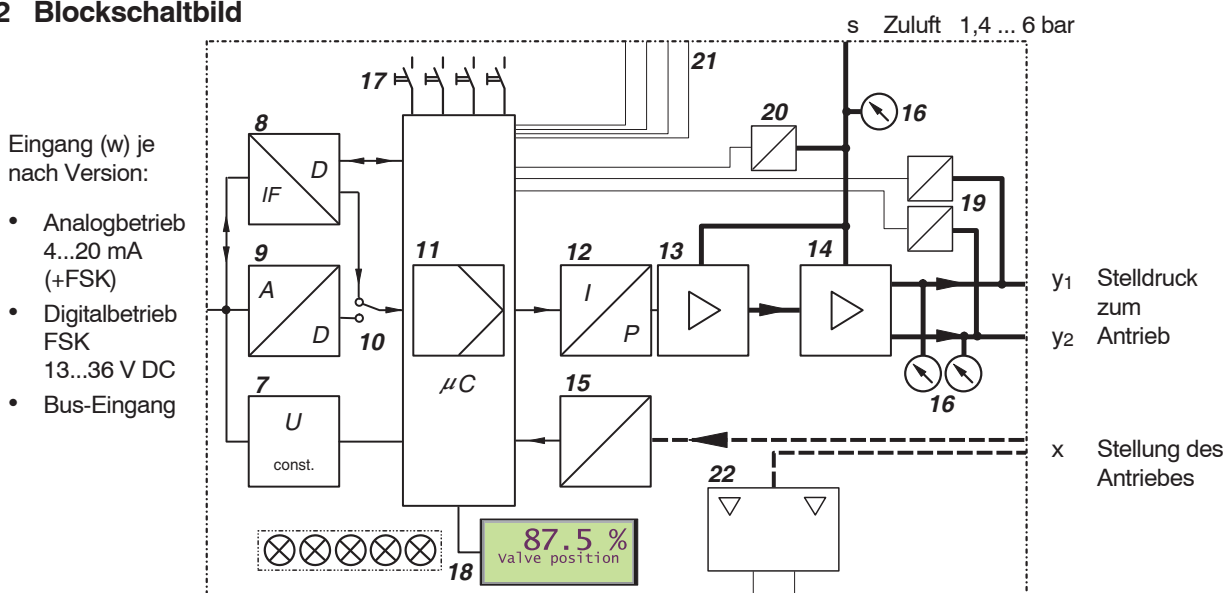 2 Blockschaltbild
s Zuluft 1,4 ... 6 bar
17
21
16
20
8
IF
D
19
Eingang (w) je
nach Version:
• Analogbetrieb
4...20 mA
(+FSK)
• Digitalbetrieb
FSK
13...36 V DC
• Bus-Eingang
9
A
D
10
11
µC
12
I
P
13
14
y1 Stelldruck
zum
y2 Antrieb
16
7
U
const.
15
x Stellung des
Antriebes
22
18
87.5 %
Valve position